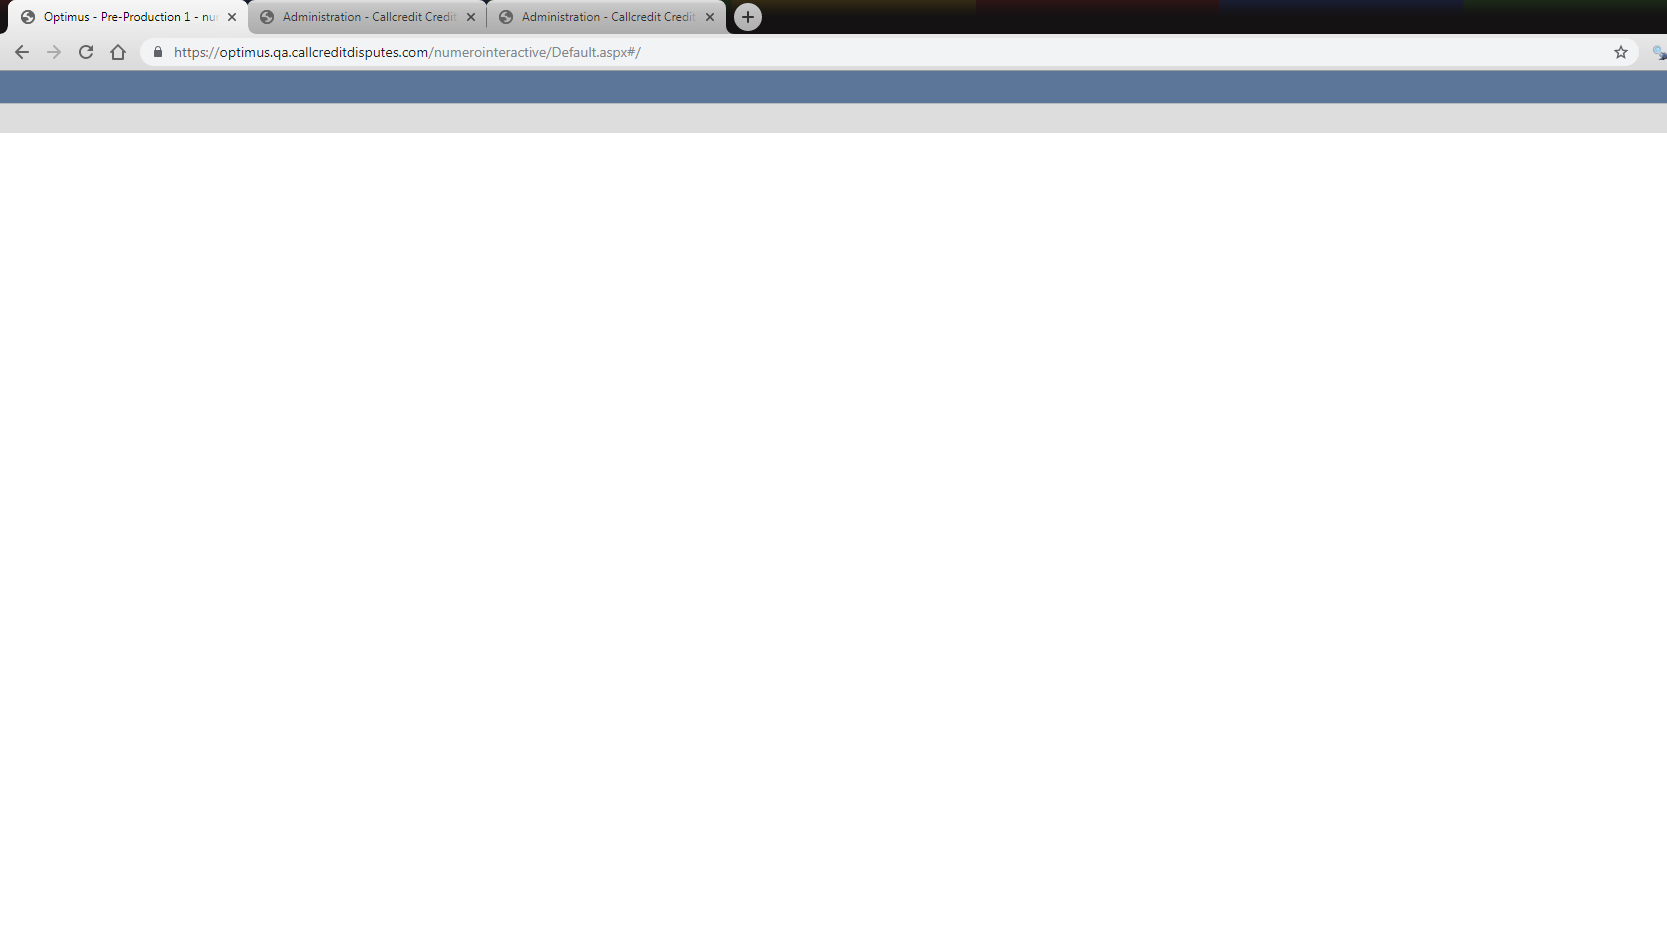 Optimus - Pre-Production 1 - nu
Administration - Callcredit Credit
Administration - Callcredit Credit
https://optimus.qa.callcreditdisputes.com/numerointeractive/Default.aspx#/